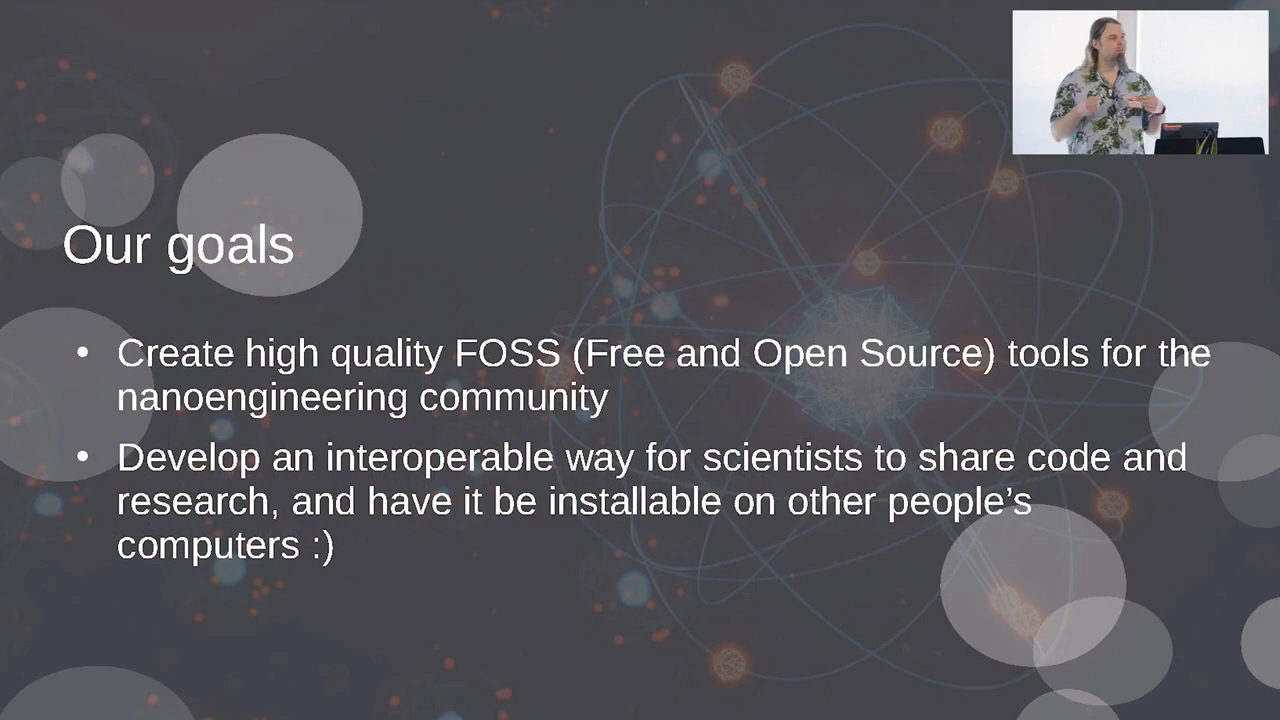 Our goals
• Create high quality FOSS (Free and Open Source) tools for the
nanoengineering community
• Develop an interoperable way for scientists to share code and
research, and have it be installable on other people’s
computers :)